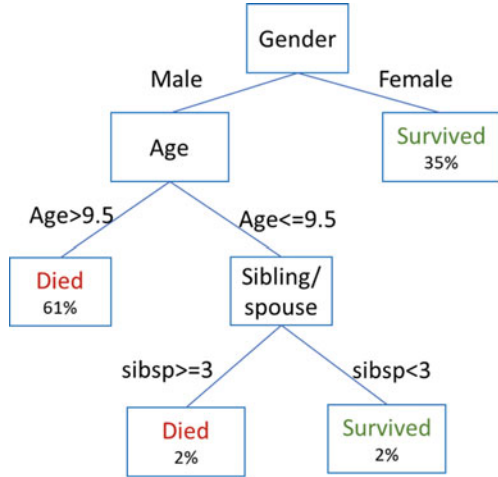 Gender
Male
Female
Age
Survived
35%
Age>9.5
Age<=9.5
Died
61%
Sibling/
spouse
sibsp>=3
sibsp<3
Died
2%
Survived
2%